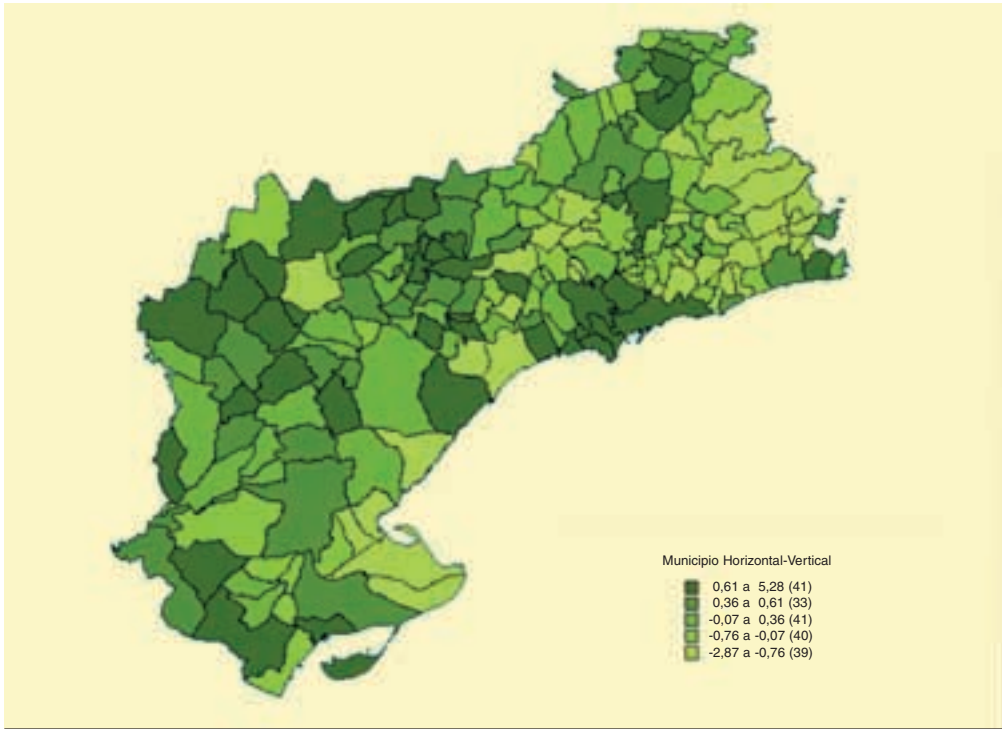 Municipio Horizontal-Vertical
0,61 a 5,28 (41)
0,36 a 0,61 (33)
-0,07 a 0,36 (41)
-0,76 a -0,07 (40)
-2,87 a -0,76 (39)